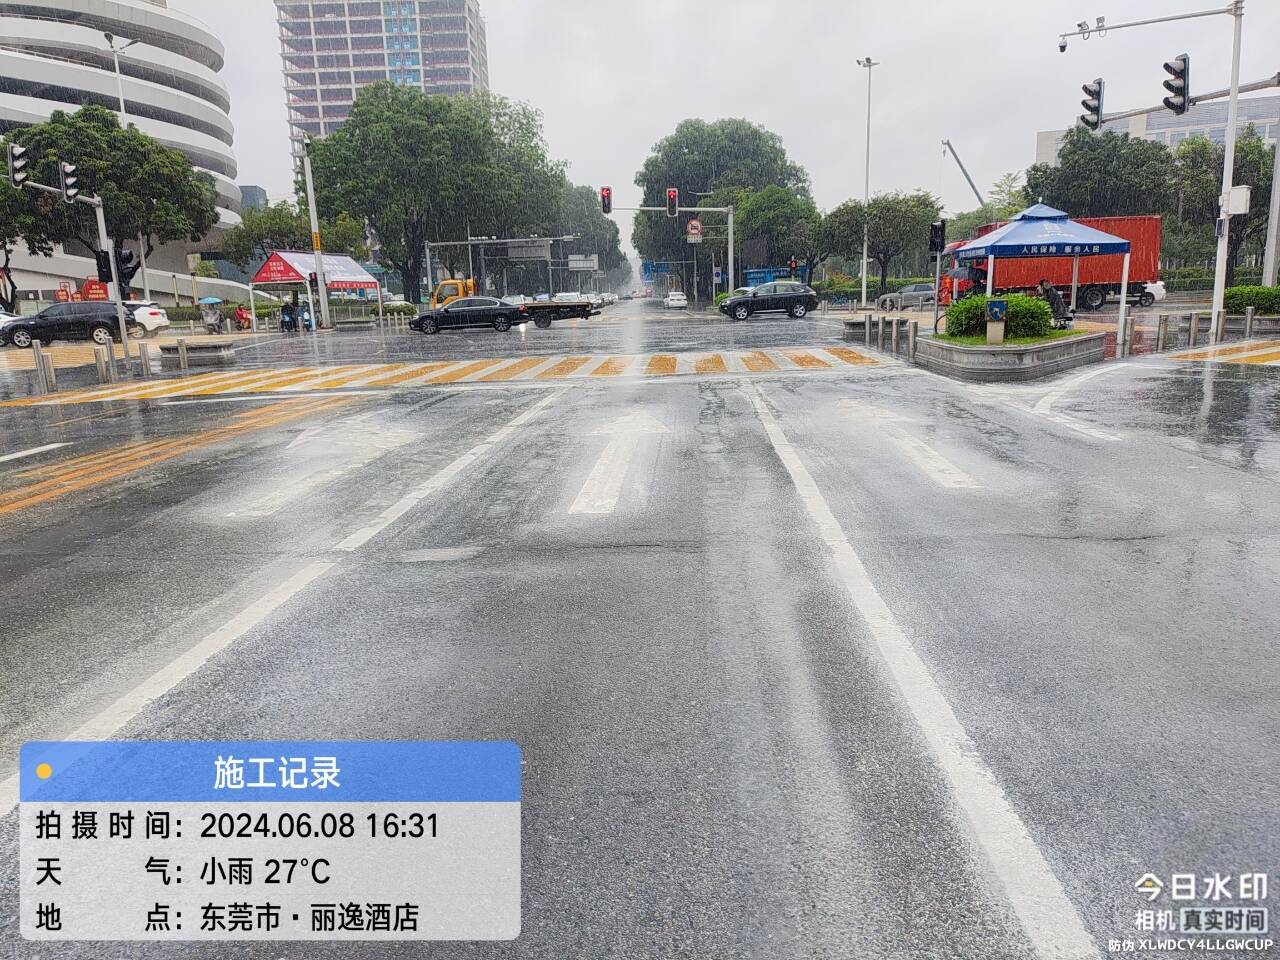 人民保险 服务人民
施工记录
拍摄时间：2024.06.08 16:31
天气：小雨 27°C
地点：东莞市·丽逸酒店
今日水印
相机 真实时间
防伪 XLWDCY4LLGWCUP